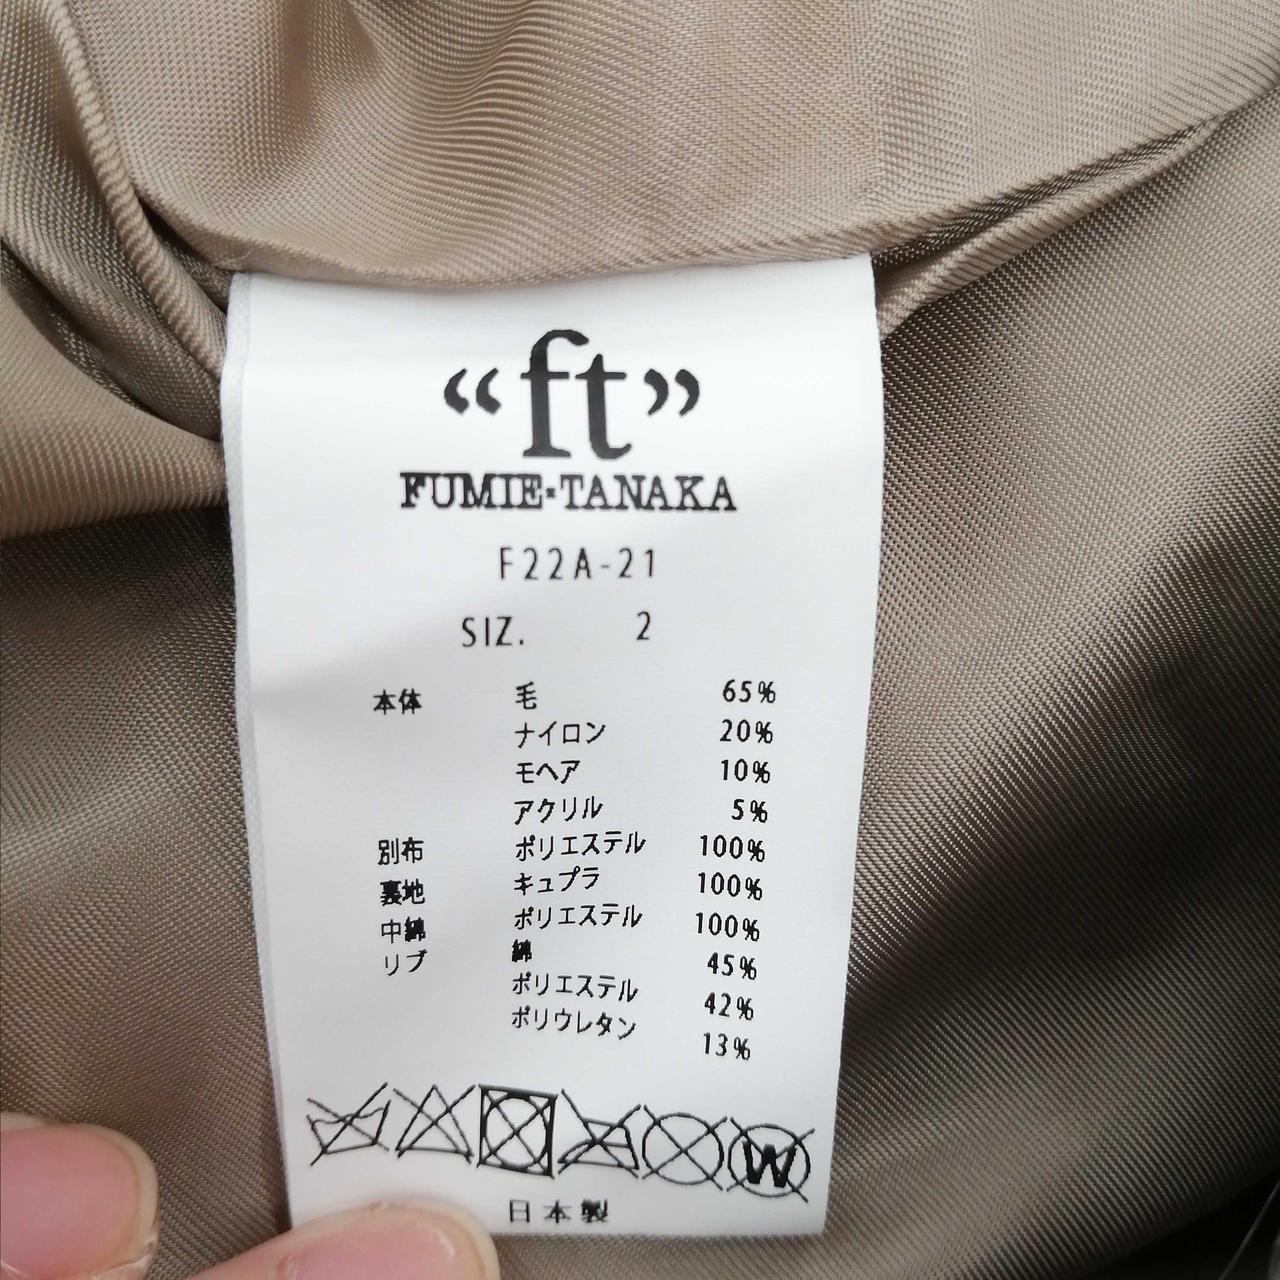 “ft”
FUMIE=TANAKA
F22A-21
SIZ. 2
本体 毛 65%
ナイロン 20%
モヘア 10%
アクリル 5%
別布 ポリエステル 100%
裏地 キュプラ 100%
中綿 ポリエステル 100%
リブ 綿 45%
ポリエステル 42%
ポリウレタン 13%
W
日本製